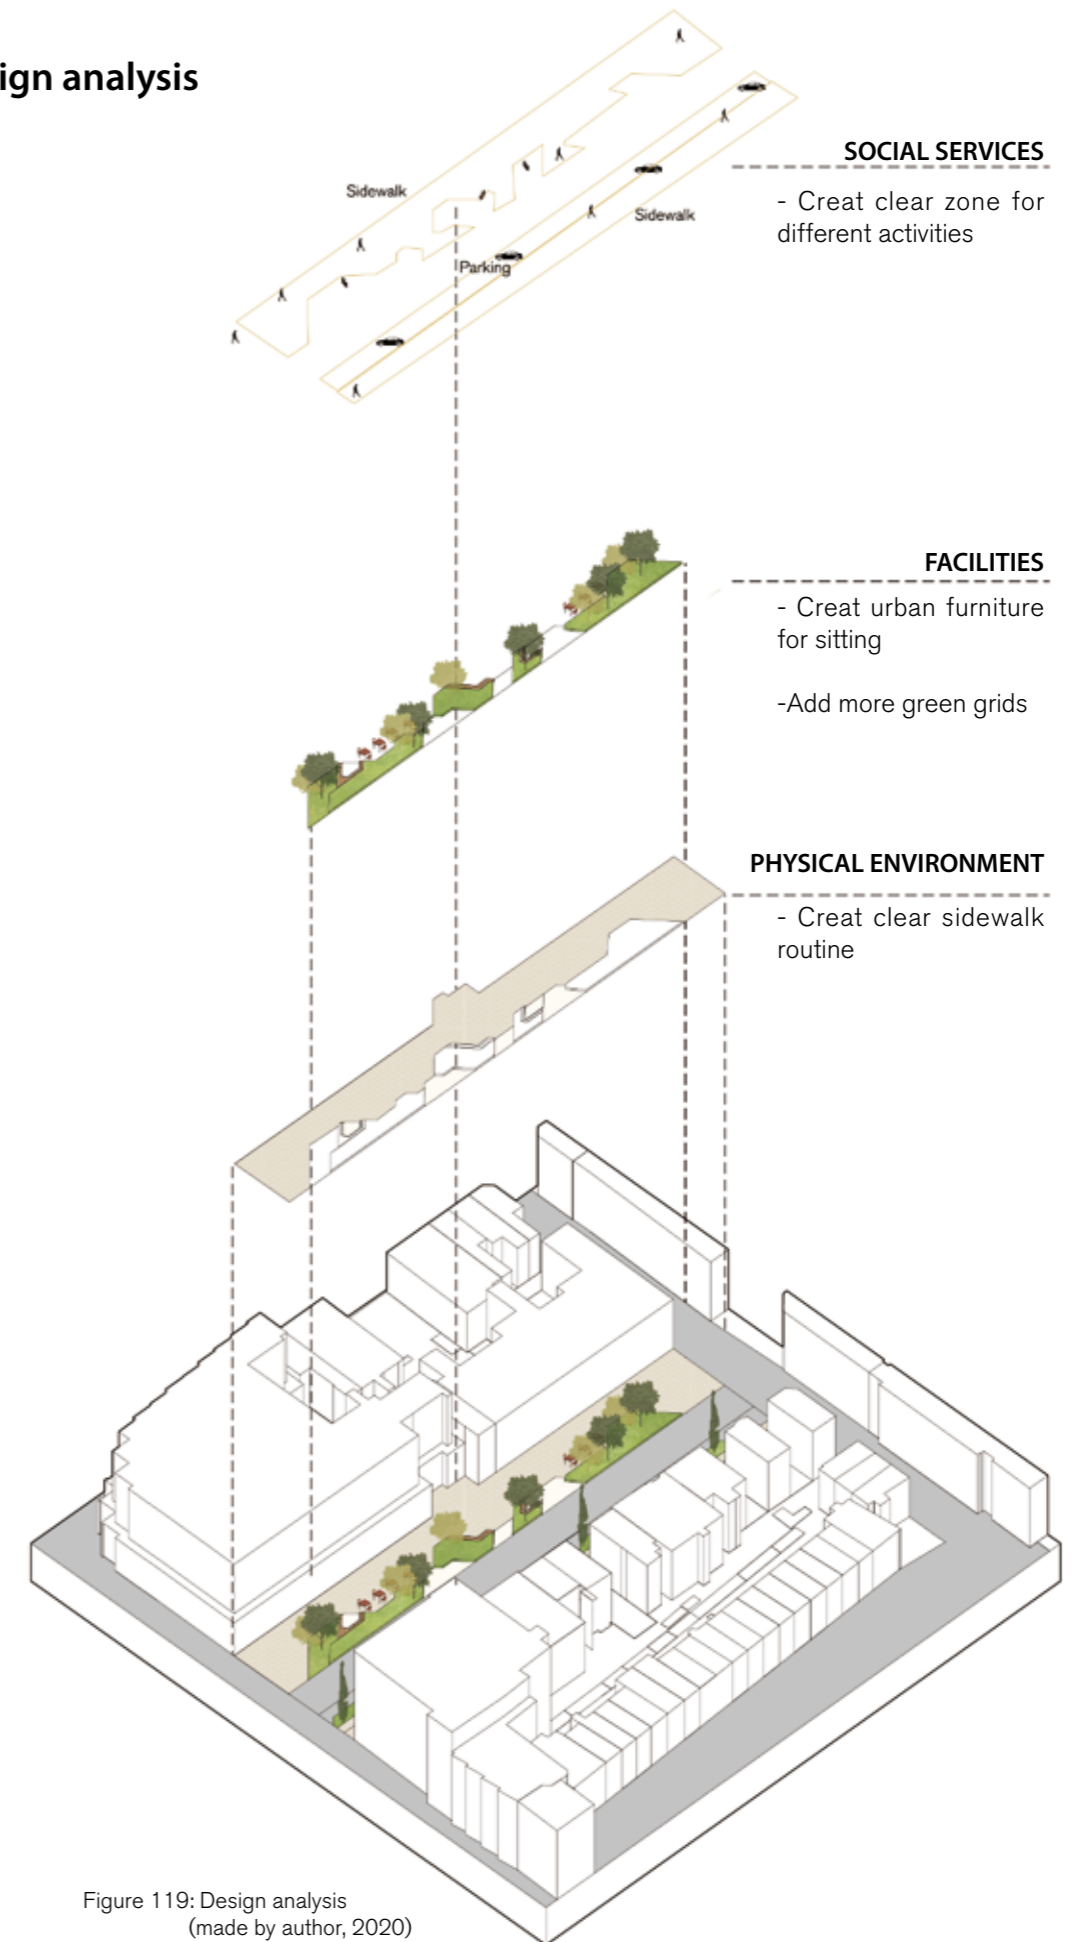 ign analysis
SOCIAL SERVICES
- Creat clear zone for
different activities
Sidewalk
Sidewalk
Parking
FACILITIES
- Creat urban furniture
for sitting
-Add more green grids
PHYSICAL ENVIRONMENT
- Creat clear sidewalk
routine
Figure 119: Design analysis
(made by author, 2020)